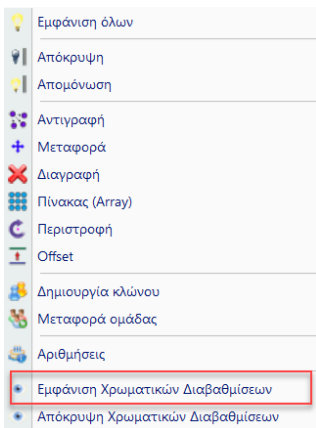 Εμφάνιση όλων
Απόκρυψη
Απομόνωση
Αντιγραφή
Μεταφορά
Διαγραφή
Πίνακας (Array)
Περιστροφή
Offset
Δημιουργία κλώνου
Μεταφορά ομάδας
Αριθμήσεις
Εμφάνιση Χρωματικών Διαβαθμίσεων
Απόκρυψη Χρωματικών Διαβαθμίσεων